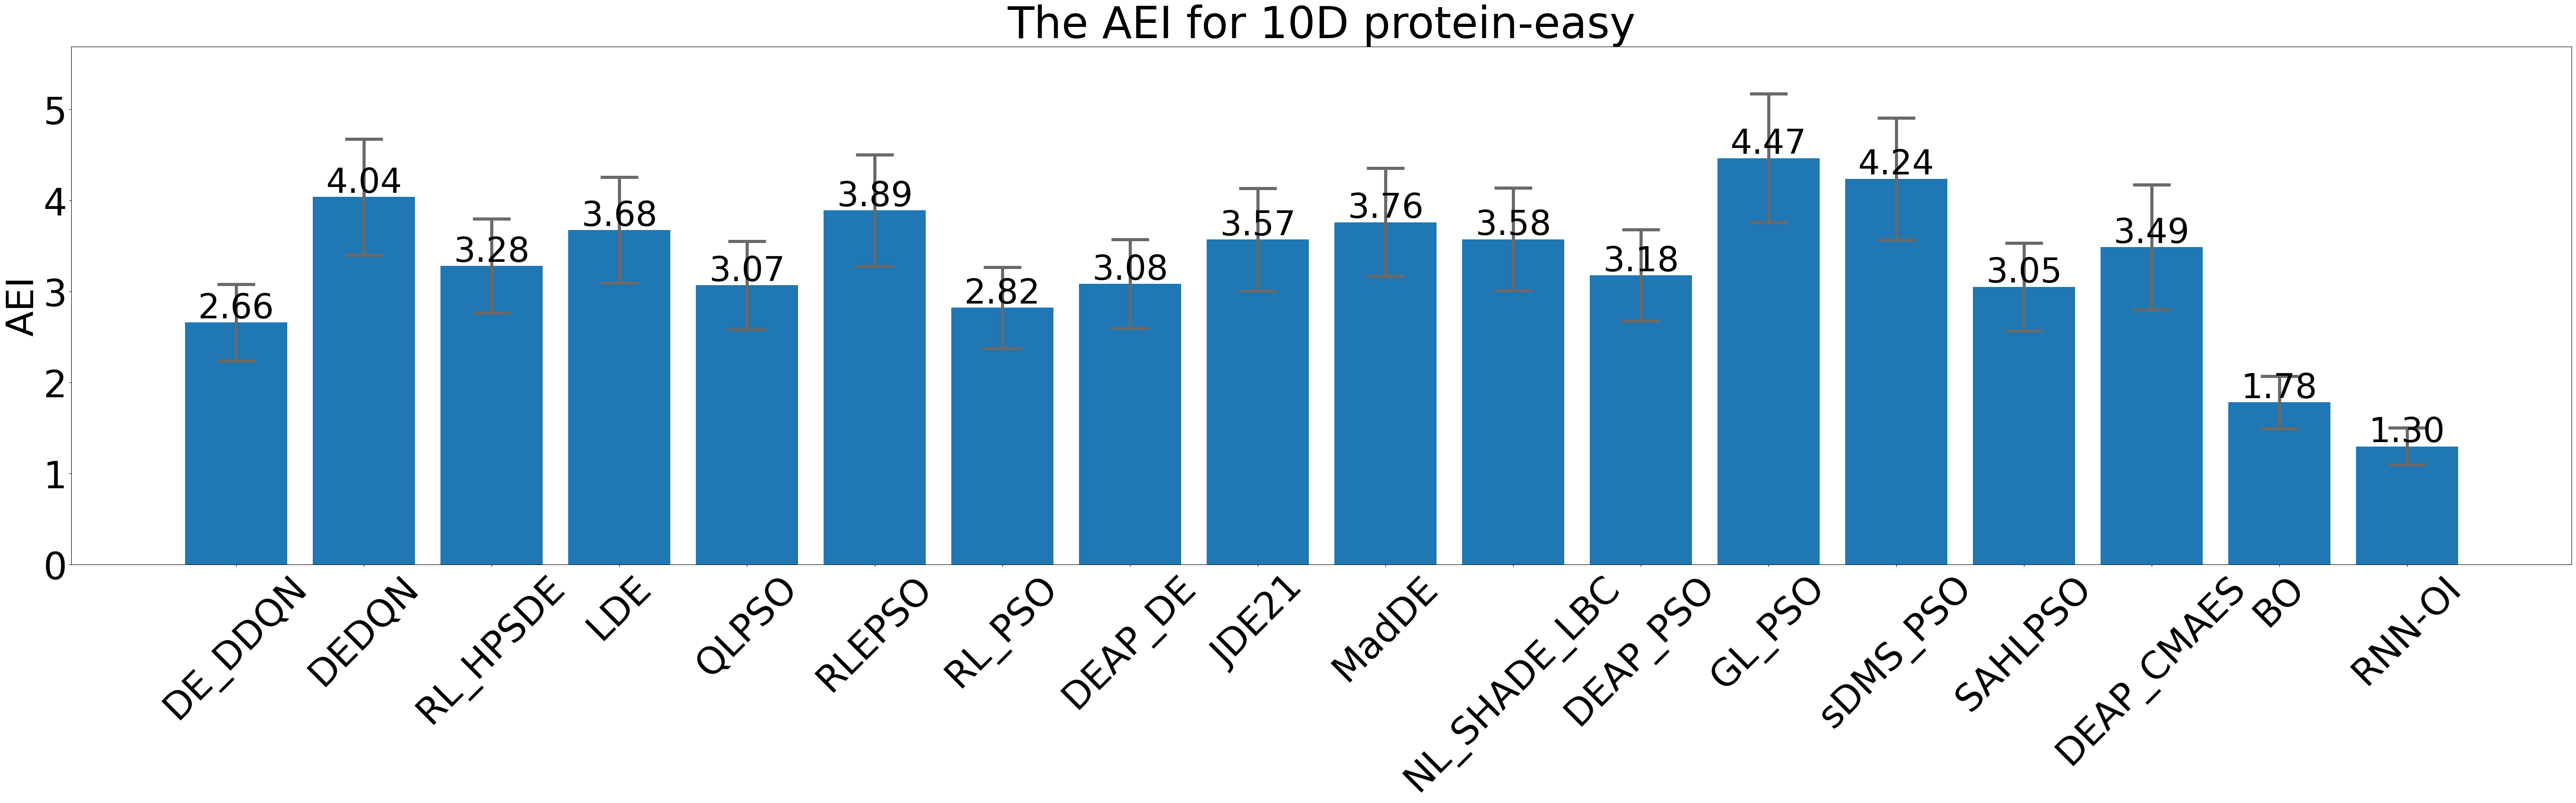 The AEI for 10D protein-easy
AEI
5
4
3
2
1
0
2.66
4.04
3.28
3.68
3.07
3.89
2.82
3.08
3.57
3.76
3.58
3.18
4.47
4.24
3.05
3.49
1.78
1.30
DE_DDQN
DEDQN
RL_HPSDE
LDE
QLPSO
RLEPSO
RL_PSO
DEAP_DE
JDE21
MadDE
NL_SHADE_LBC
DEAP_PSO
GL_PSO
sDMS_PSO
SAHLPSO
DEAP_CMAES
BO
RNN-OI